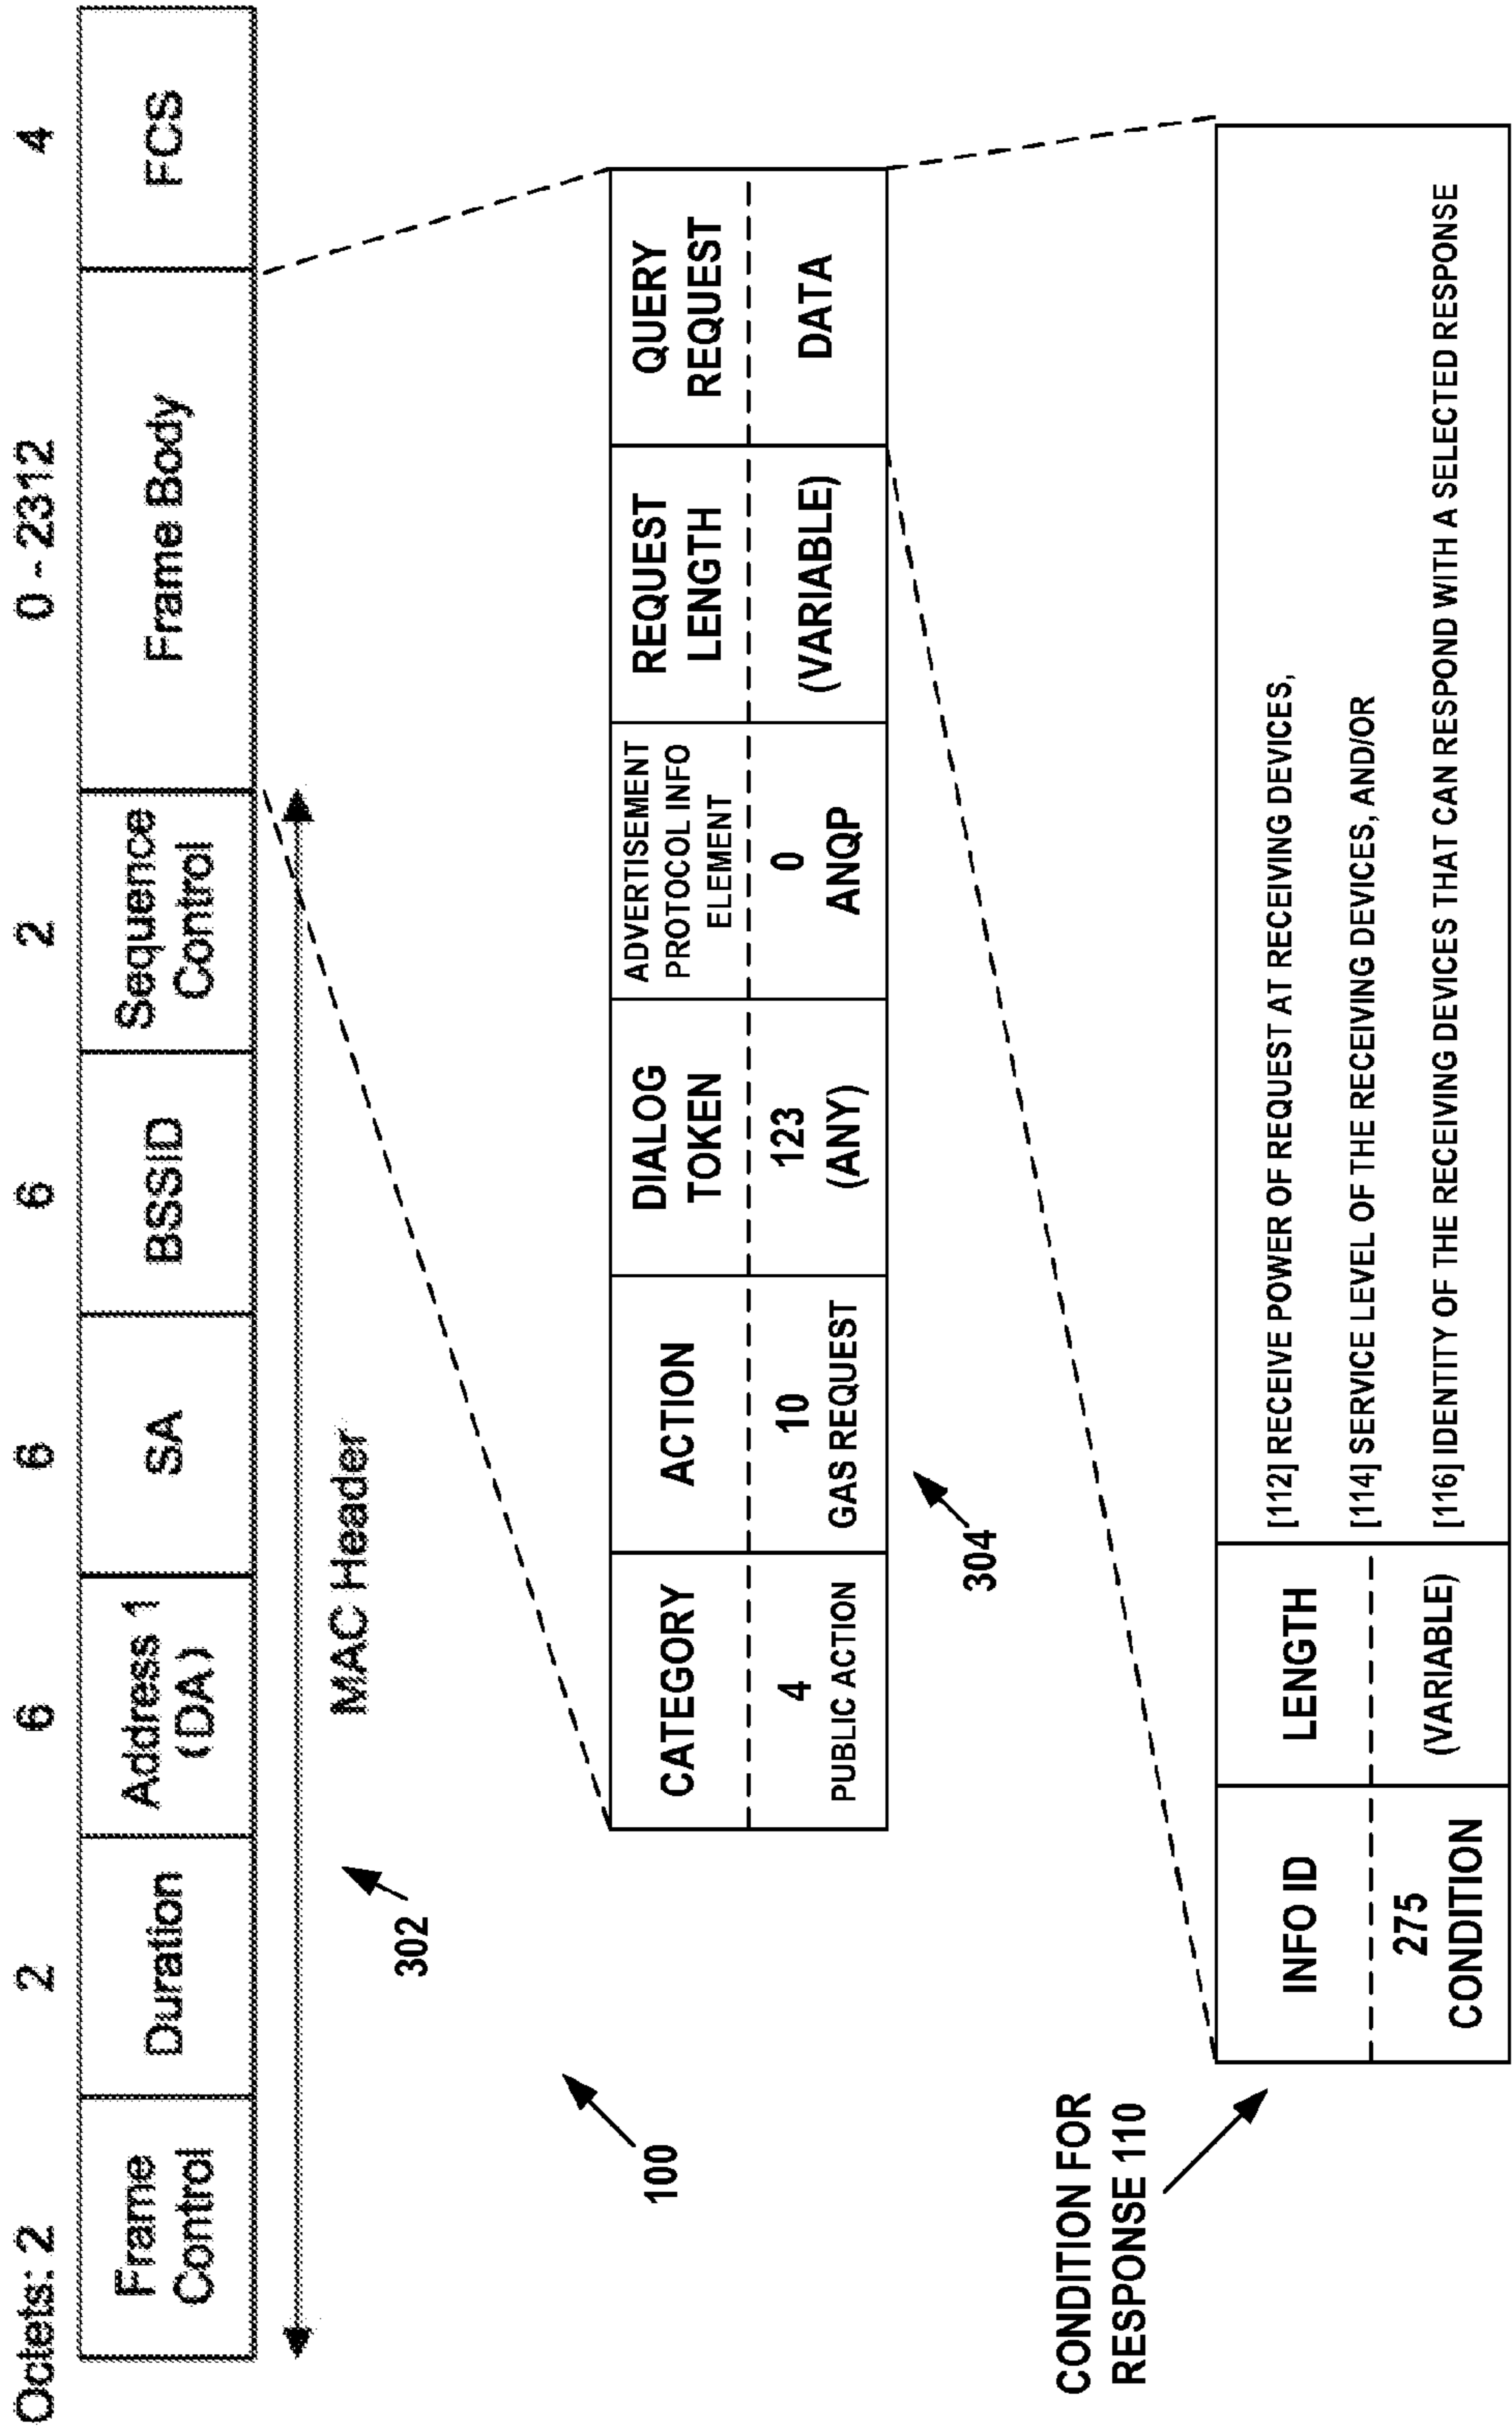 Octets: 2 2 6 6 6 2 0 - 2312 4
Frame Control
Duration
Address 1 (DA)
SA
BSSID
Sequence Control
Frame Body
FCS
MAC Header
302
100
CATEGORY
4
PUBLIC ACTION
ACTION
10
GAS REQUEST
DIALOG TOKEN
123
(ANY)
ADVERTISEMENT
PROTOCOL INFO
ELEMENT
0
ANQP
REQUEST
LENGTH
(VARIABLE)
QUERY
REQUEST
DATA
304
CONDITION FOR
RESPONSE 110
INFO ID
275
CONDITION
LENGTH
(VARIABLE)
[112] RECEIVE POWER OF REQUEST AT RECEIVING DEVICES,
[114] SERVICE LEVEL OF THE RECEIVING DEVICES, AND/OR
[116] IDENTITY OF THE RECEIVING DEVICES THAT CAN RESPOND WITH A SELECTED RESPONSE